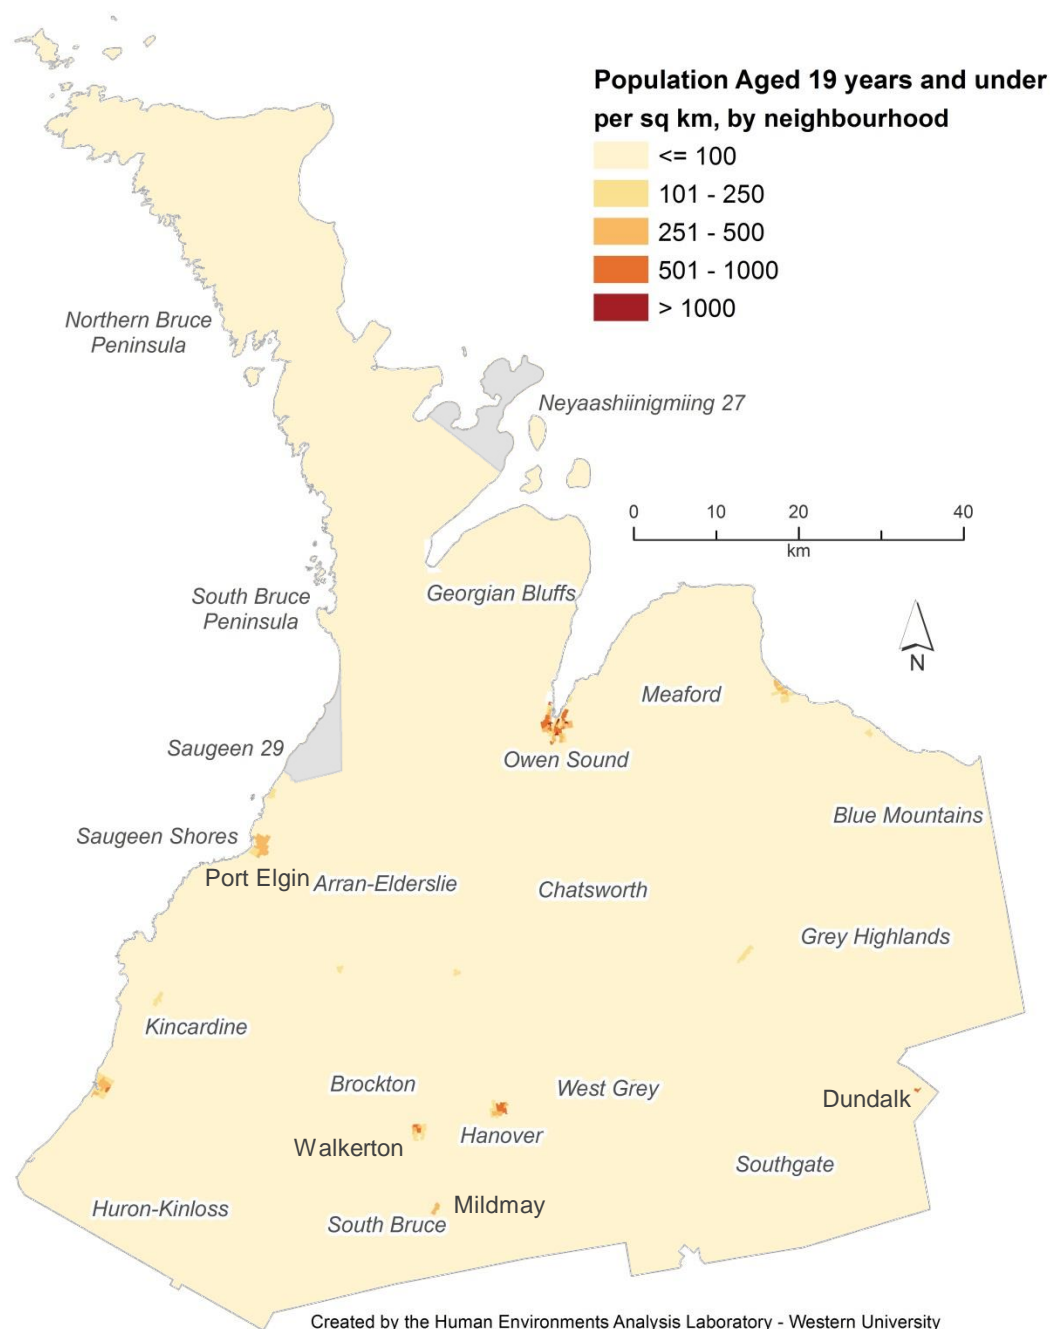 Population Aged 19 years and under
per sq km, by neighbourhood
<= 100
101 - 250
251 - 500
501 - 1000
> 1000
Northern Bruce
Peninsula
Neyaashiinigmiing 27
0 10 20 40
km
Georgian Bluffs
South Bruce
Peninsula
N
Meaford
Saugeen 29
Owen Sound
Blue Mountains
Saugeen Shores
Port Elgin
Arran-Elderslie
Chatsworth
Grey Highlands
Kincardine
Brockton
West Grey
Dundalk
Hanover
Walkerton
Southgate
Mildmay
Huron-Kinloss
South Bruce
Created by the Human Environments Analysis Laboratory - Western University